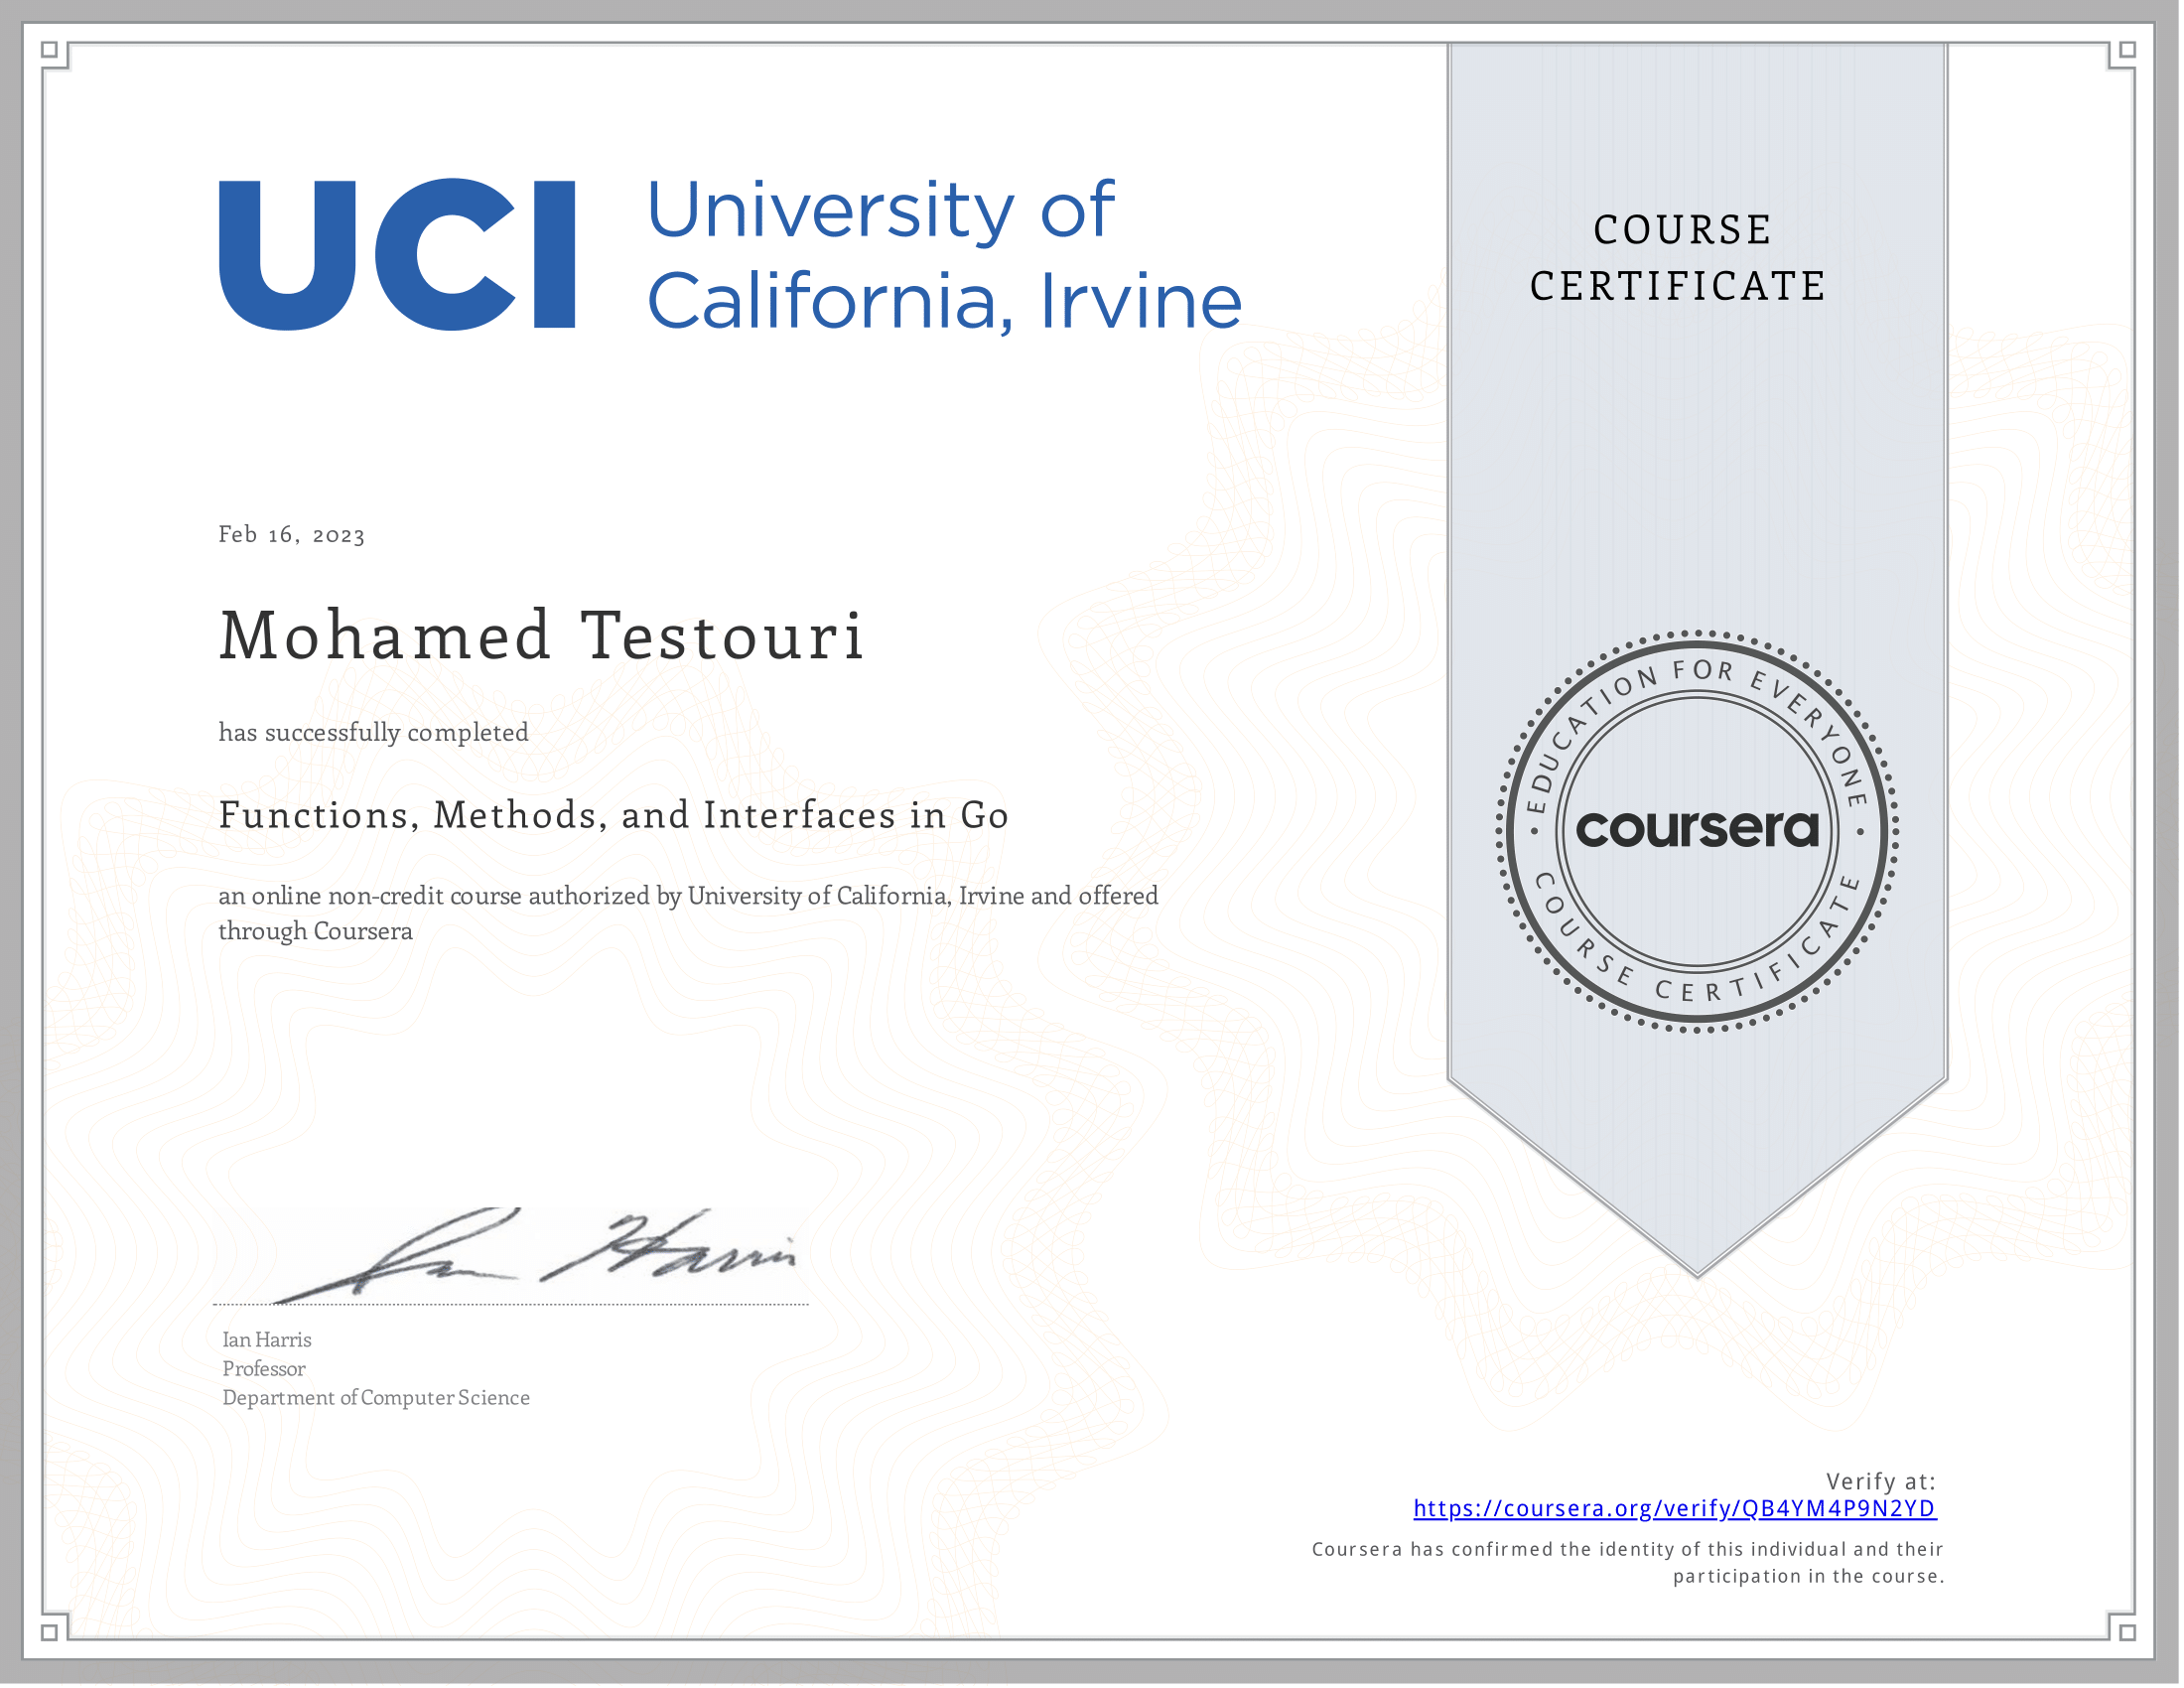 UCI
University of
California, Irvine
COURSE
CERTIFICATE
Feb 16, 2023
Mohamed Testouri
has successfully completed
Functions, Methods, and Interfaces in Go
an online non-credit course authorized by University of California, Irvine and offered
through Coursera
EDUCATION FOR EVERYONE
coursera
COURSE CERTIFICATE
Ian Harris
Ian Harris
Professor
Department of Computer Science
Verify at:
https://coursera.org/verify/QB4YM4P9N2YD
Coursera has confirmed the identity of this individual and their
participation in the course.